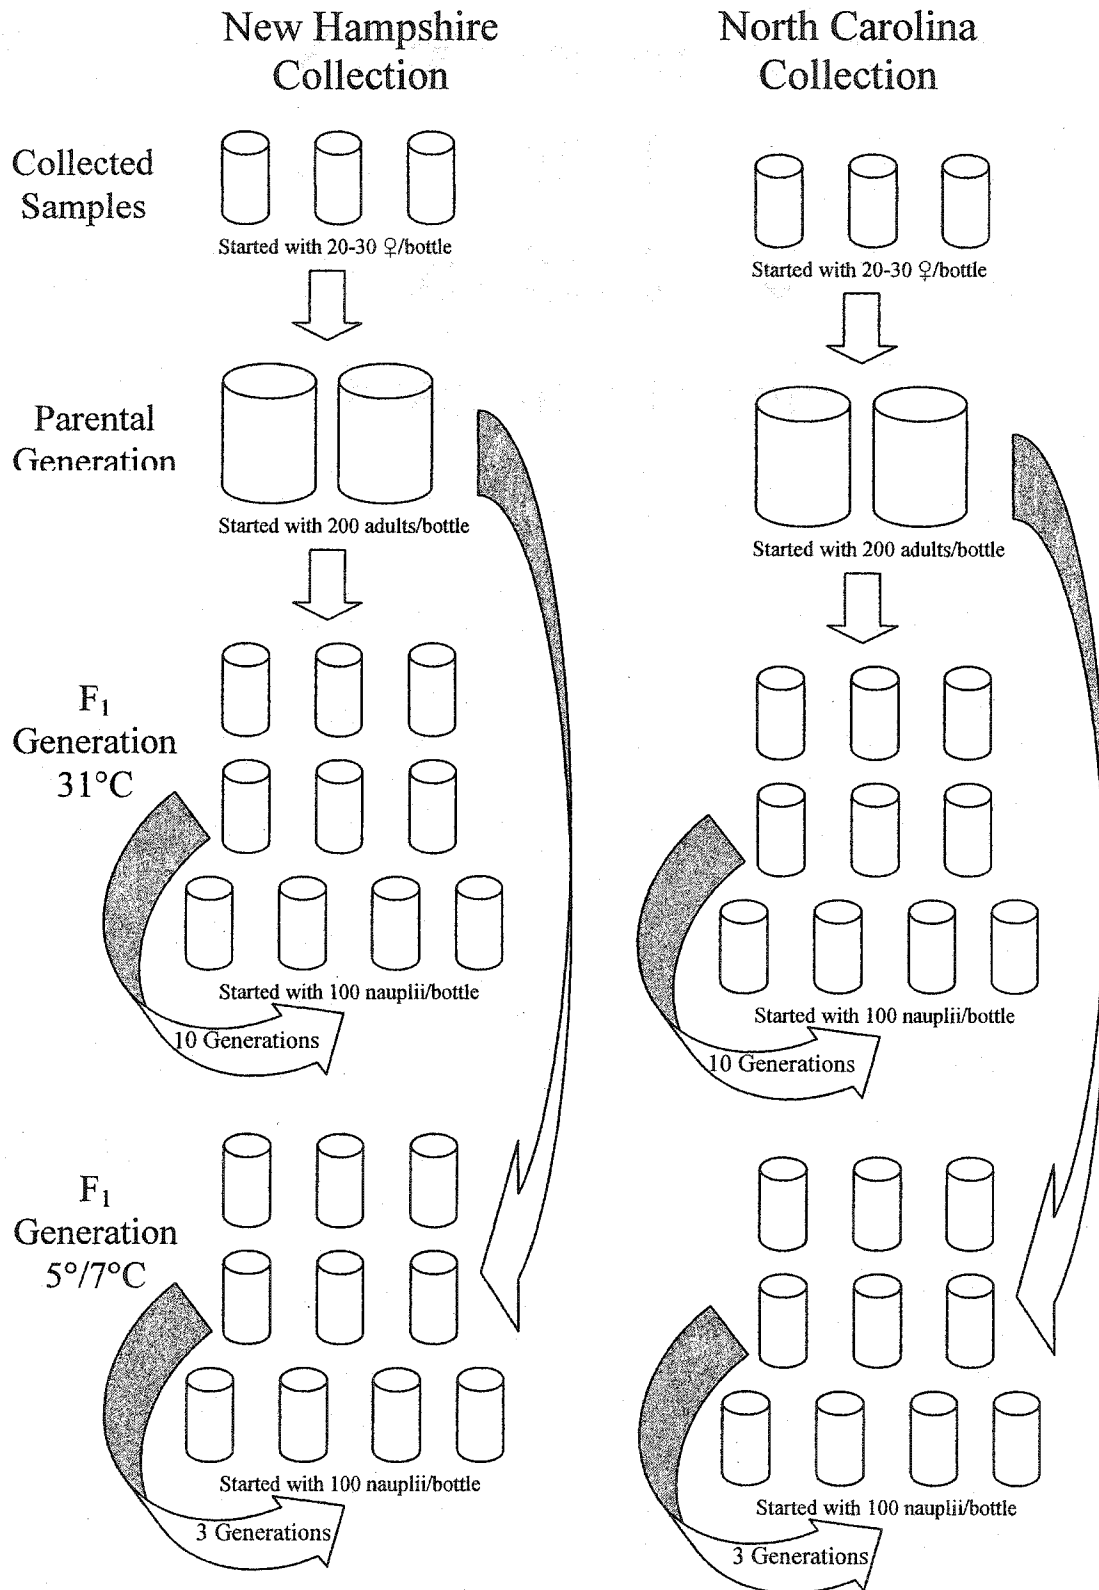 New Hampshire
Collection
North Carolina
Collection
Collected
Samples
Started with 20-30 ♀/bottle
Started with 20-30 ♀/bottle
Parental
Generation
Started with 200 adults/bottle
Started with 200 adults/bottle
F₁
Generation
31°C
Started with 100 nauplii/bottle
10 Generations
Started with 100 nauplii/bottle
10 Generations
F₁
Generation
5°/7°C
Started with 100 nauplii/bottle
3 Generations
Started with 100 nauplii/bottle
3 Generations